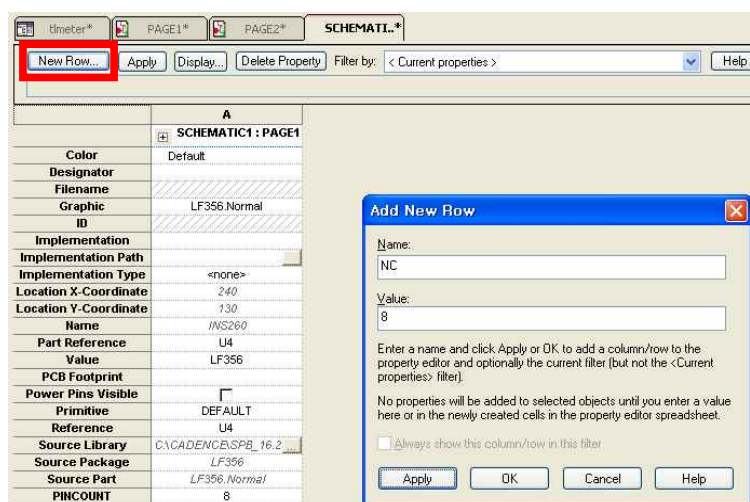 tlmeter* PAGE1* PAGE2* SCHEMATI..*
New Row... Apply Display... Delete Property Filter by: < Current properties > Help
A
SCHEMATIC1 : PAGE1
Color Default
Designator
Filename
Graphic LF356.Normal
ID
Implementation
Implementation Path
Implementation Type <none>
Location X-Coordinate 240
Location Y-Coordinate 130
Name INS260
Part Reference U4
Value LF356
PCB Footprint
Power Pins Visible
Primitive DEFAULT
Reference U4
Source Library C:\CADENCE\SPB_16.2 ...
Source Package LF356
Source Part LF356.Normal
PINCOUNT 8
Add New Row
Name:
NC
Value:
8
Enter a name and click Apply or OK to add a column/row to the
property editor and optionally the current filter (but not the <Current
properties> filter).
No properties will be added to selected objects until you enter a value
here or in the newly created cells in the property editor spreadsheet.
Always show this column/row in this filter
Apply OK Cancel Help